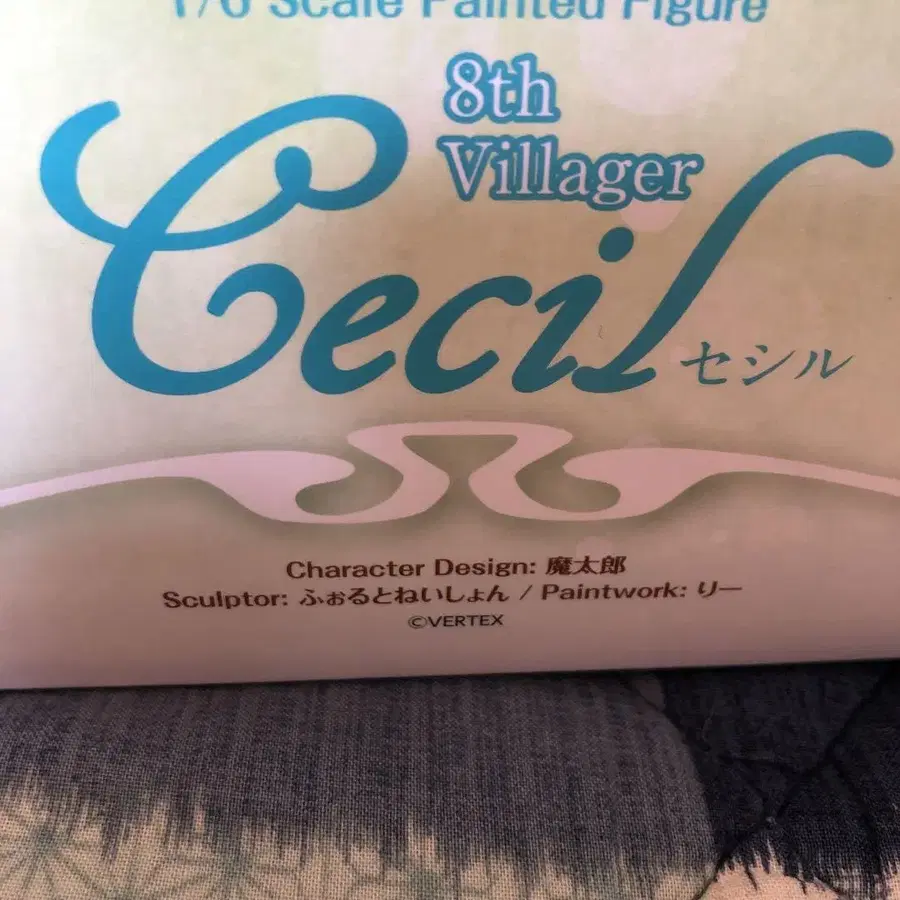 1/6 Scale Painted Figure
8th
Villager
Cecil セシル
Character Design: 魔太郎
Sculptor: ふぉるとねいしょん / Paintwork: りー
©VERTEX